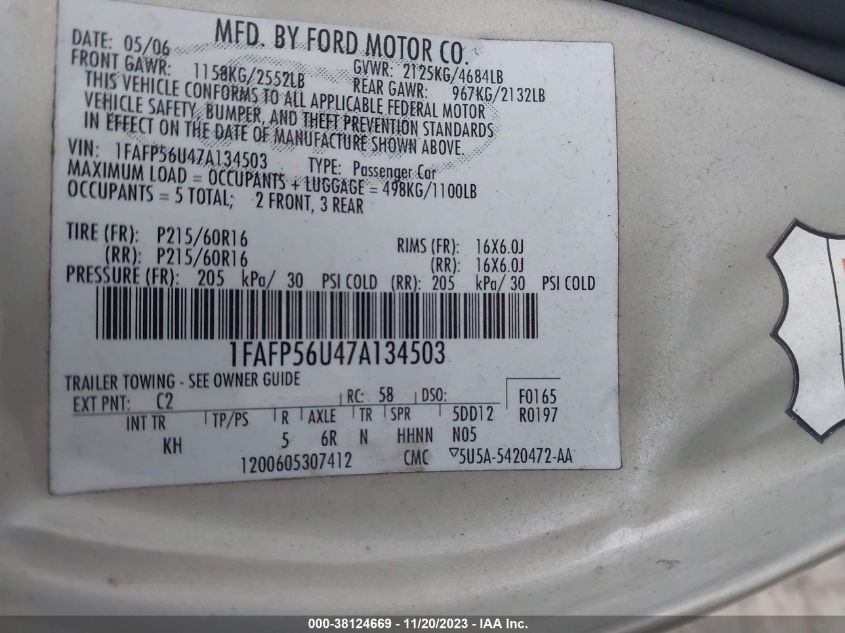 MFD. BY FORD MOTOR CO.
DATE: 05/06 GVWR: 2125KG/4684LB
FRONT GAWR: 1158KG/2552LB REAR GAWR: 967KG/2132LB
THIS VEHICLE CONFORMS TO ALL APPLICABLE FEDERAL MOTOR
VEHICLE SAFETY, BUMPER, AND THEFT PREVENTION STANDARDS
IN EFFECT ON THE DATE OF MANUFACTURE SHOWN ABOVE.
VIN: 1FAFP56U47A134503 TYPE: Passenger Car
MAXIMUM LOAD = OCCUPANTS + LUGGAGE = 498KG/1100LB
OCCUPANTS = 5 TOTAL; 2 FRONT, 3 REAR
TIRE (FR): P215/60R16 RIMS (FR): 16X6.0J
(RR): P215/60R16 (RR): 16X6.0J
PRESSURE (FR): 205 kPa/ 30 PSI COLD (RR): 205 kPa/ 30 PSI COLD
1FAFP56U47A134503
TRAILER TOWING - SEE OWNER GUIDE
EXT PNT: C2 RC: 58 DSO: F0165
INT TR TP/PS R AXLE TR SPR 5DD12 R0197
KH 5 6R N HHNN N05
1200605307412 CMC ▽5U5A-5420472-AA
000-38124669 - 11/20/2023 - IAA Inc.